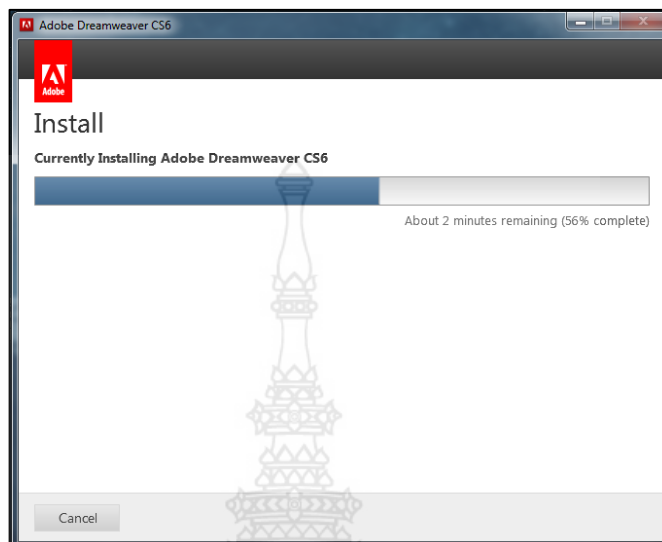 Adobe Dreamweaver CS6
Adobe
Install
Currently Installing Adobe Dreamweaver CS6
About 2 minutes remaining (56% complete)
Cancel